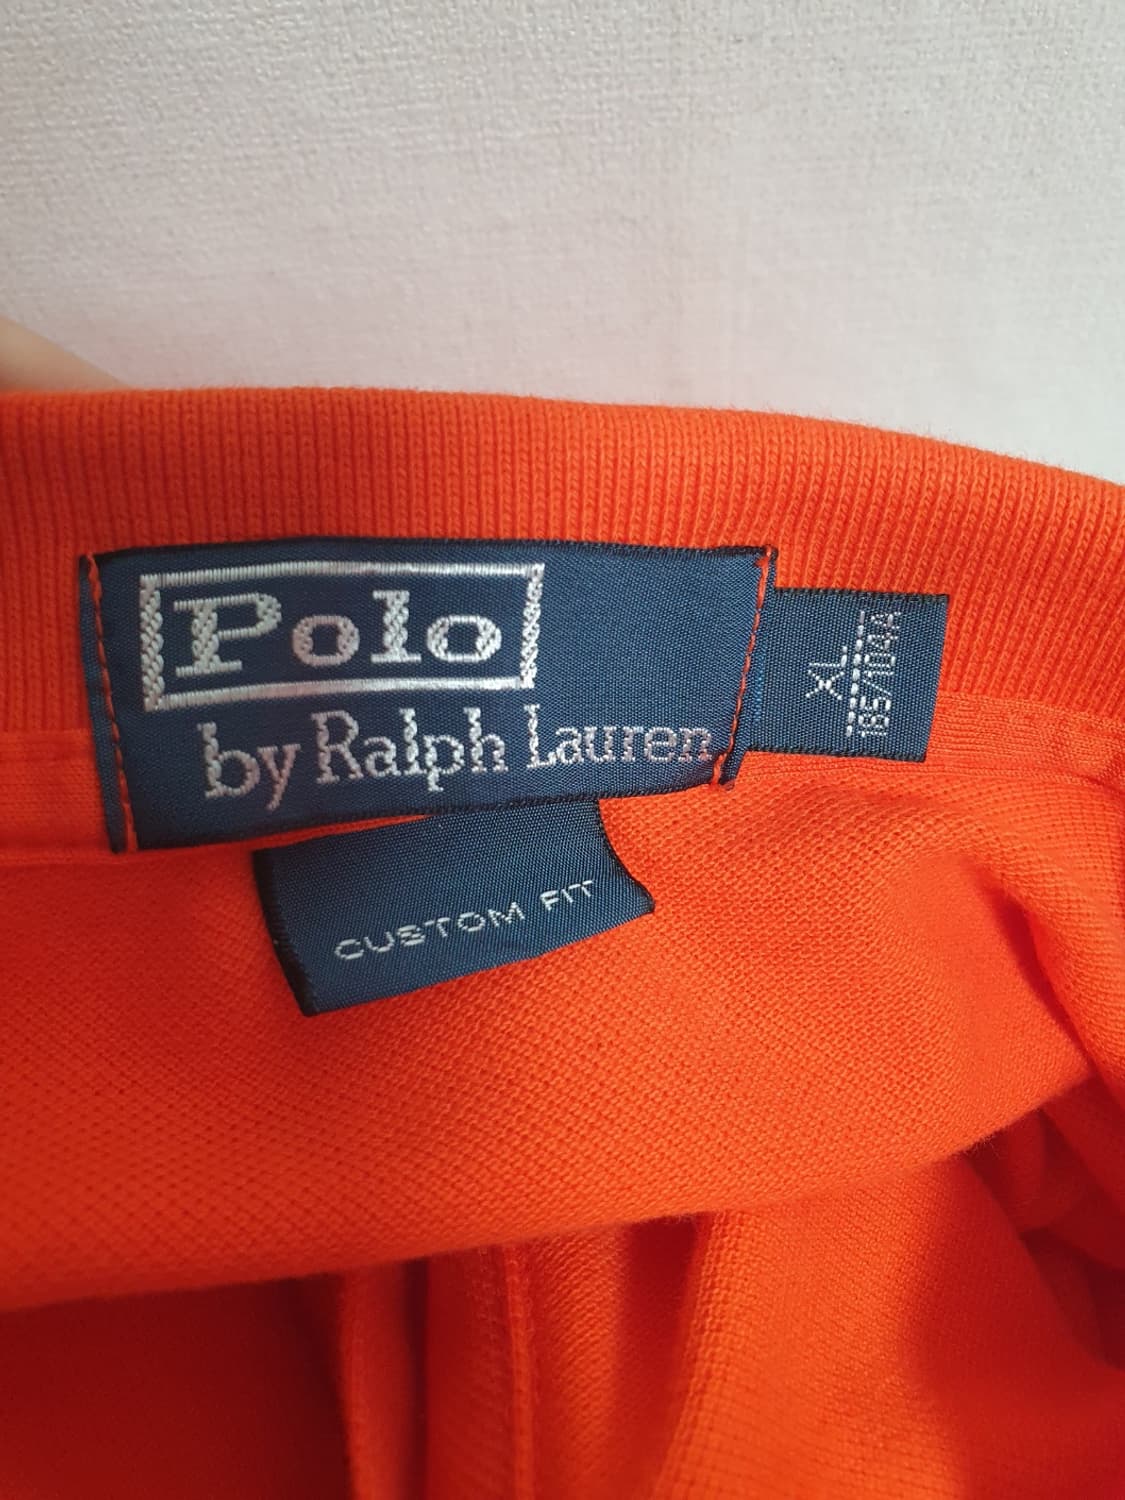 Polo
by Ralph Lauren
XL
185/104A
CUSTOM FIT